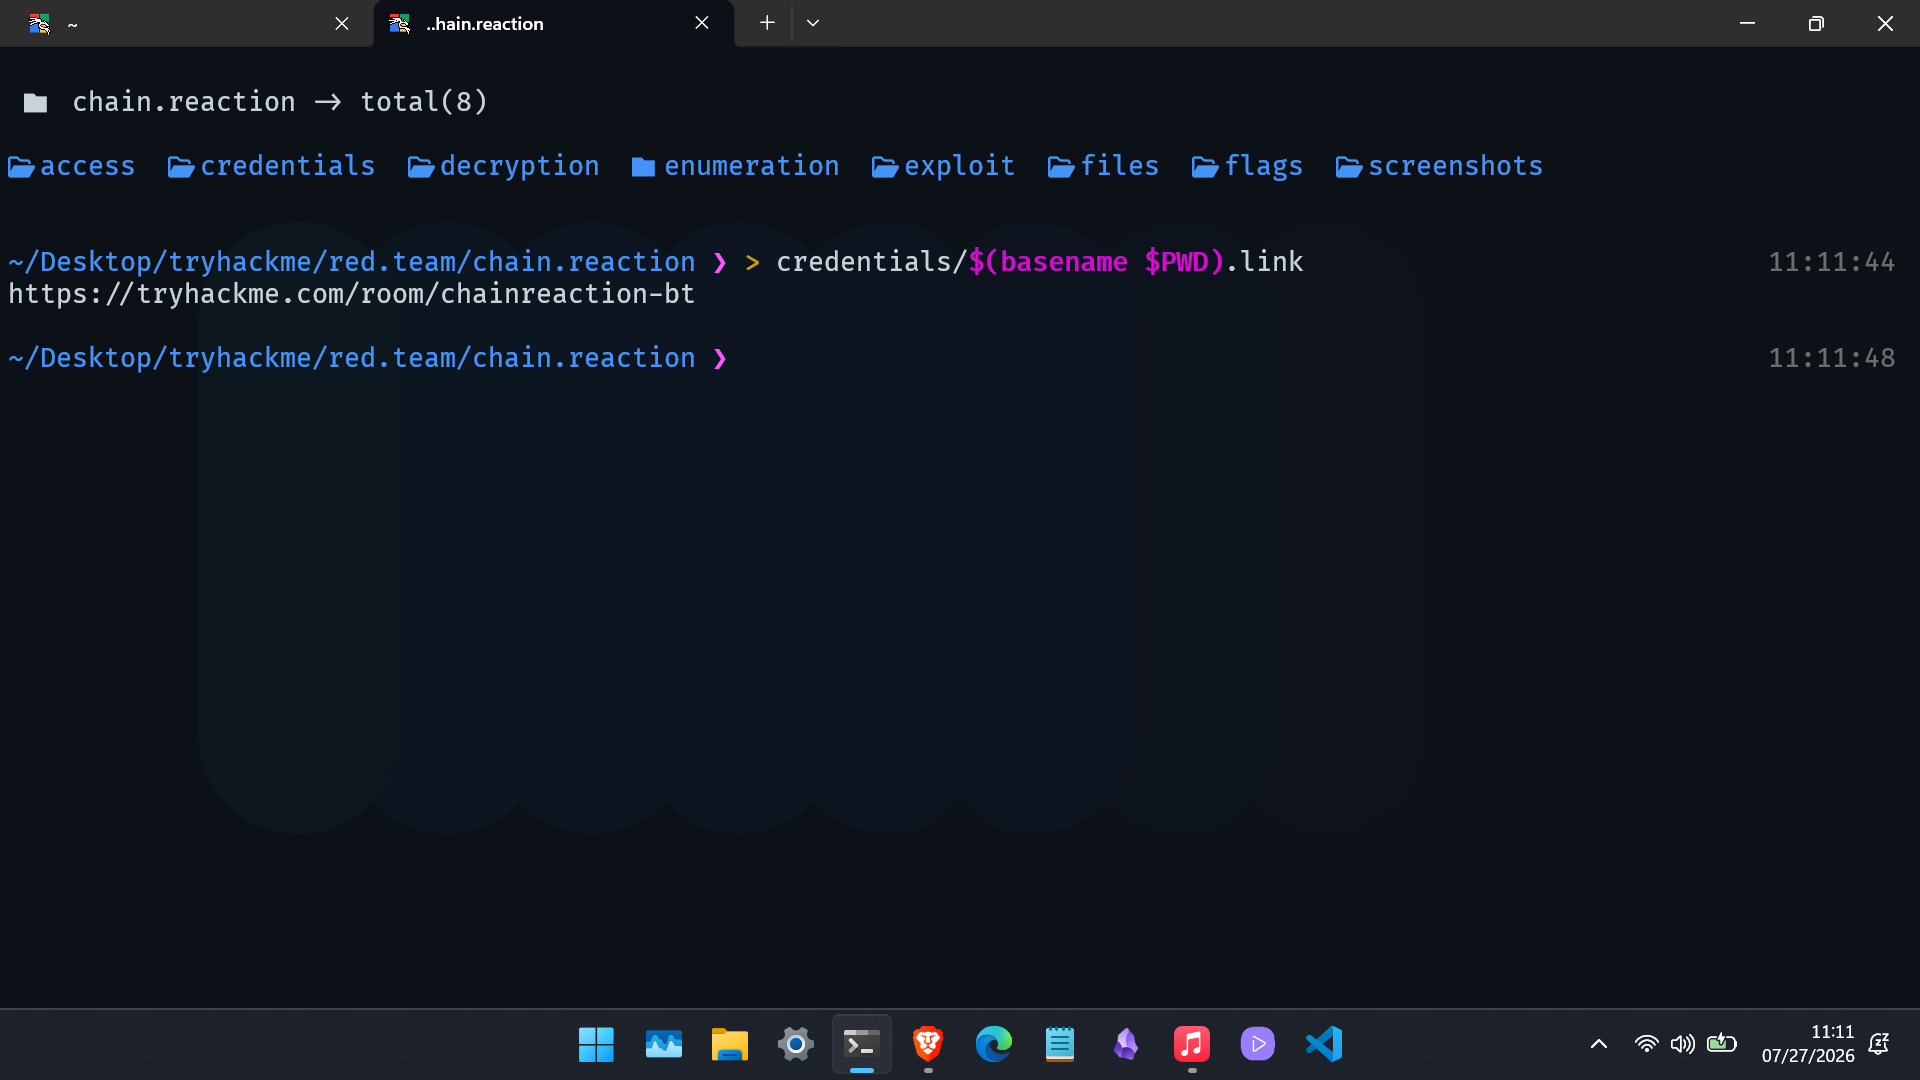 ~
..hain.reaction
chain.reaction → total(8)
access credentials decryption enumeration exploit files flags screenshots
~/Desktop/tryhackme/red.team/chain.reaction ❯ > credentials/$(basename $PWD).link 11:11:44
https://tryhackme.com/room/chainreaction-bt
~/Desktop/tryhackme/red.team/chain.reaction ❯ 11:11:48
11:11
07/27/2026